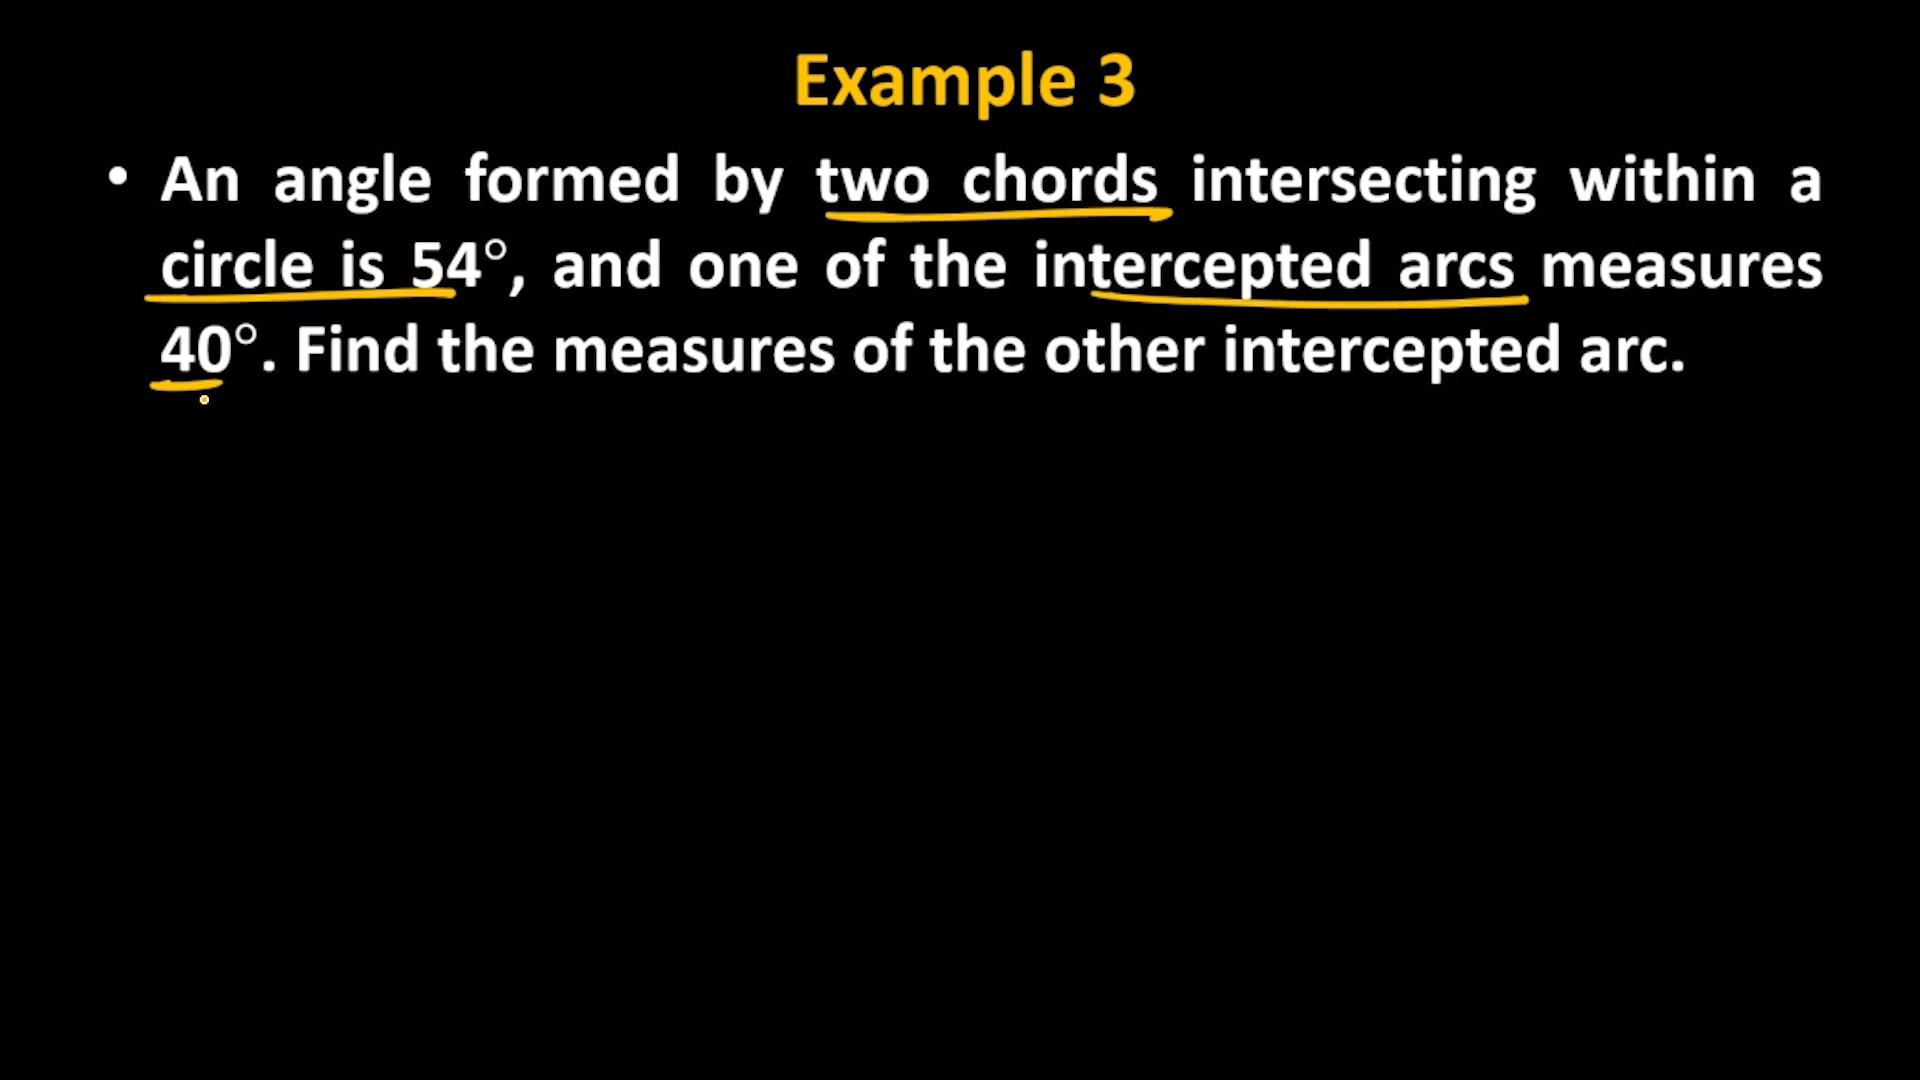 Example 3
• An angle formed by two chords intersecting within a
circle is 54°, and one of the intercepted arcs measures
40°. Find the measures of the other intercepted arc.